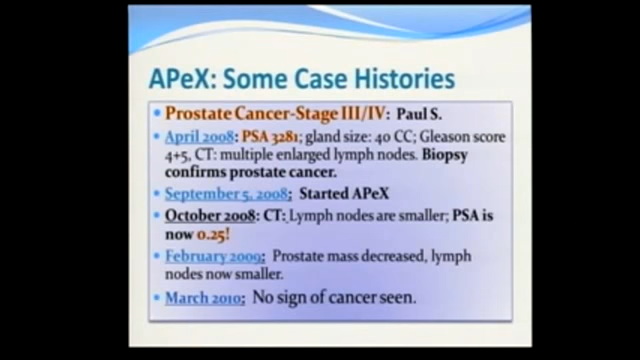 APeX: Some Case Histories
Prostate Cancer-Stage III/IV: Paul S.
April 2008: PSA 3281; gland size: 40 CC; Gleason score
4+5, CT: multiple enlarged lymph nodes. Biopsy
confirms prostate cancer.
September 5, 2008: Started APeX
October 2008: CT: Lymph nodes are smaller; PSA is
now 0.25!
February 2009: Prostate mass decreased, lymph
nodes now smaller.
March 2010: No sign of cancer seen.